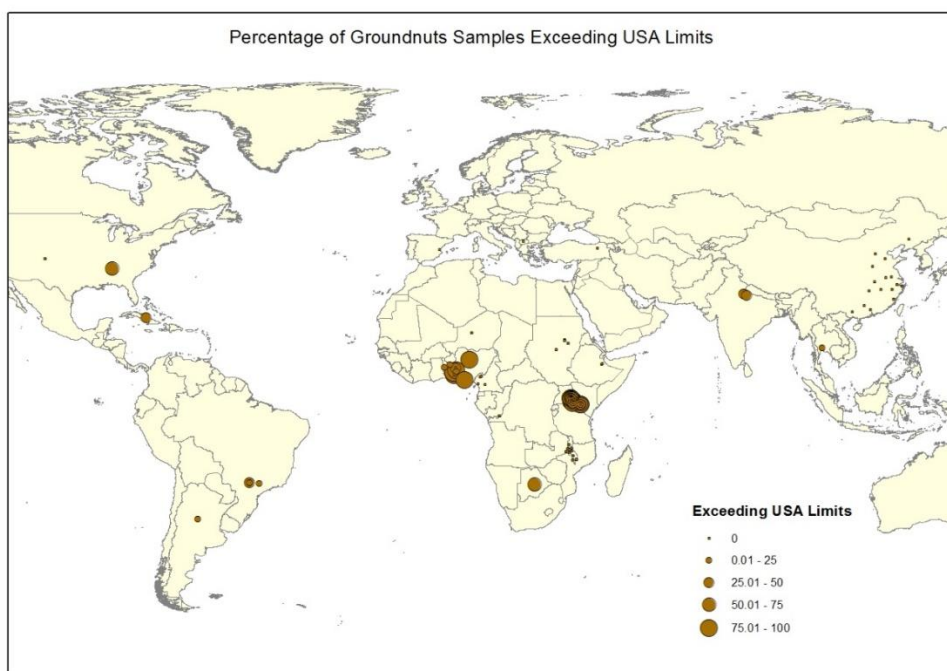 Percentage of Groundnuts Samples Exceeding USA Limits
Exceeding USA Limits
0
0.01 - 25
25.01 - 50
50.01 - 75
75.01 - 100